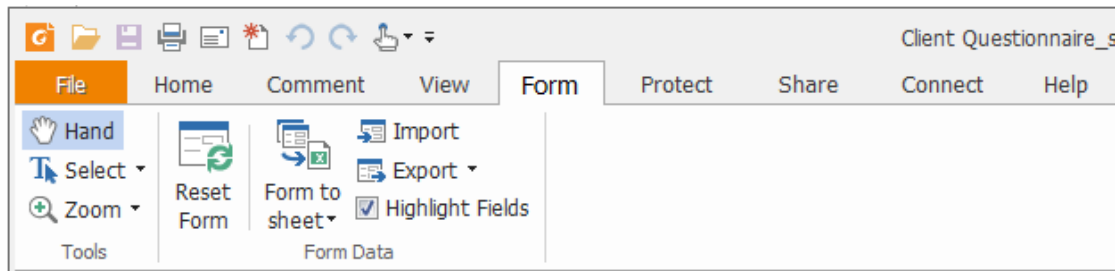 Client Questionnaire_s
File Home Comment View Form Protect Share Connect Help
Hand
Select
Zoom
Tools
Reset
Form
Form to
sheet
Import
Export
Highlight Fields
Form Data